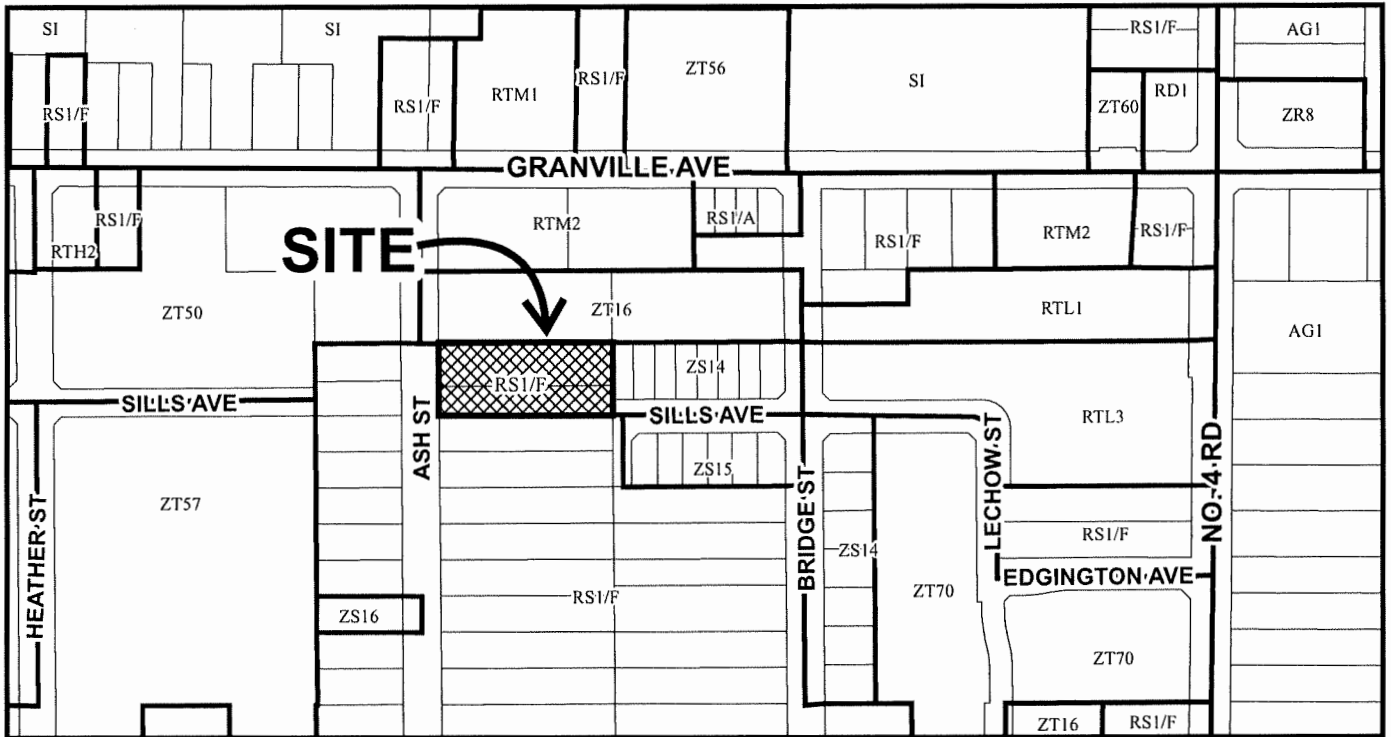 SI
SI
RS1/F
AG1
ZT56
SI
RS1/F
RTM1
RD1
RS1/F
RS1/F
ZT60
ZR8
GRANVILLE AVE
RS1/F
RS1/A
RTM2
RTH2
RS1/F
RTM2
RS1/F
SITE
ZT50
ZT16
RTL1
AG1
ZS14
RS1/F
SILLS AVE
SILLS AVE
RTL3
ASH ST
ZS15
NO. 4 RD
ZT57
LECHOW ST
BRIDGE ST
RS1/F
HEATHER ST
ZS14
EDGINGTON AVE
ZT70
RS1/F
ZS16
ZT70
ZT16
RS1/F